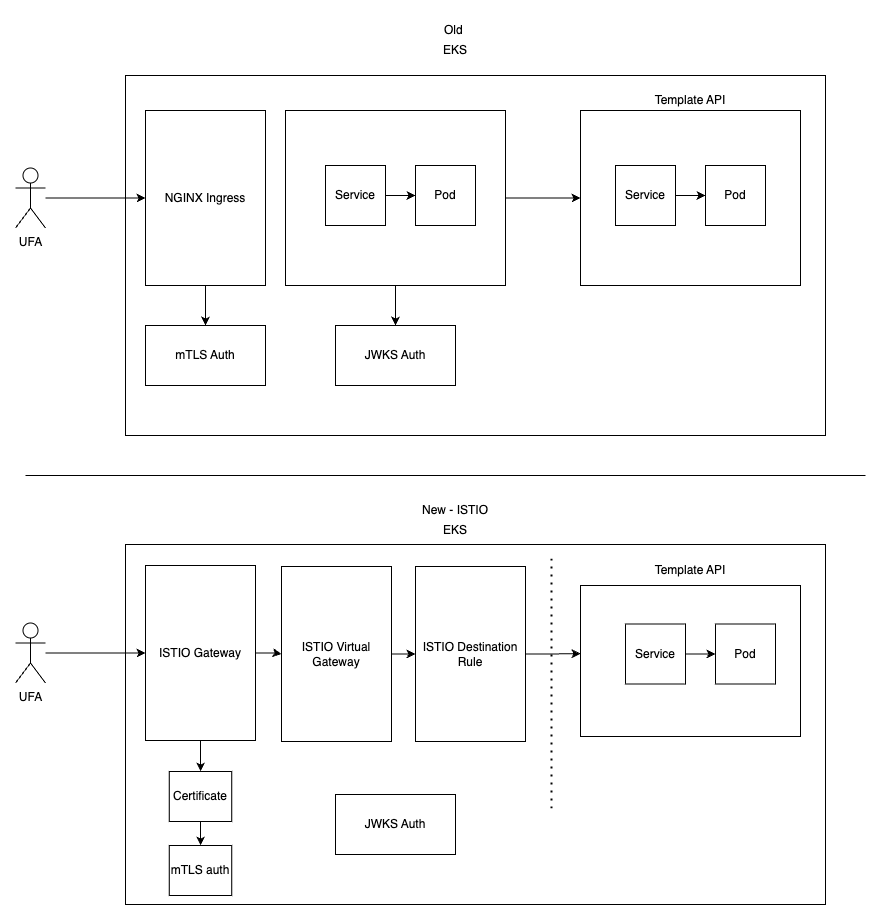 Old
EKS
Template API
NGINX Ingress
Service
Pod
Service
Pod
UFA
mTLS Auth
JWKS Auth
New - ISTIO
EKS
Template API
ISTIO Gateway
ISTIO Virtual
Gateway
ISTIO Destination
Rule
Service
Pod
UFA
Certificate
JWKS Auth
mTLS auth